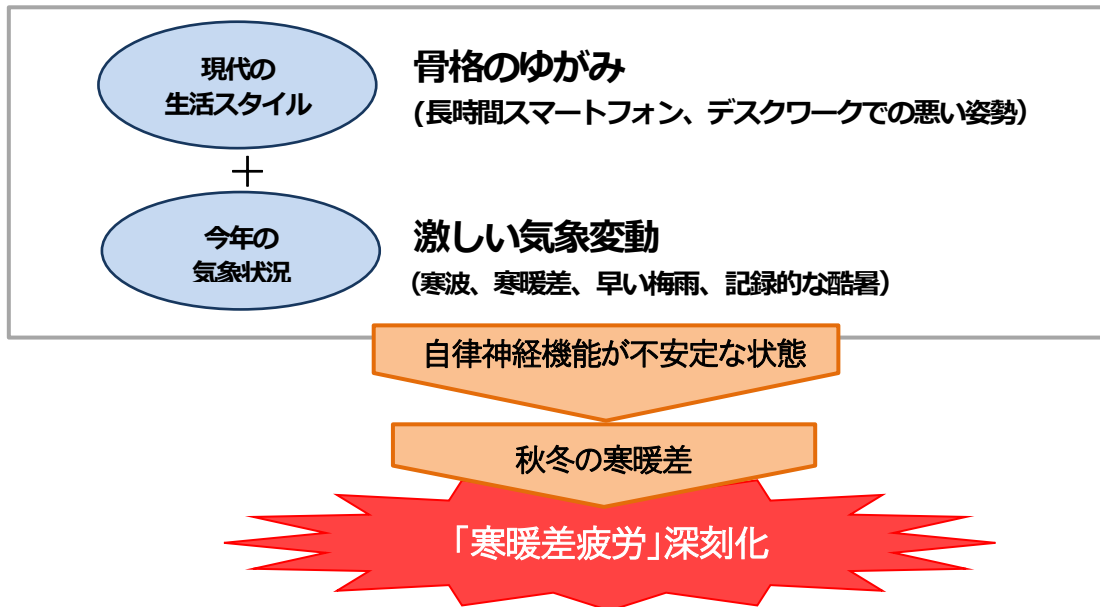 現代の
生活スタイル
骨格のゆがみ
(長時間スマートフォン、デスクワークでの悪い姿勢)
+
今年の
気象状況
激しい気象変動
(寒波、寒暖差、早い梅雨、記録的な酷暑)
自律神経機能が不安定な状態
秋冬の寒暖差
「寒暖差疲労」深刻化